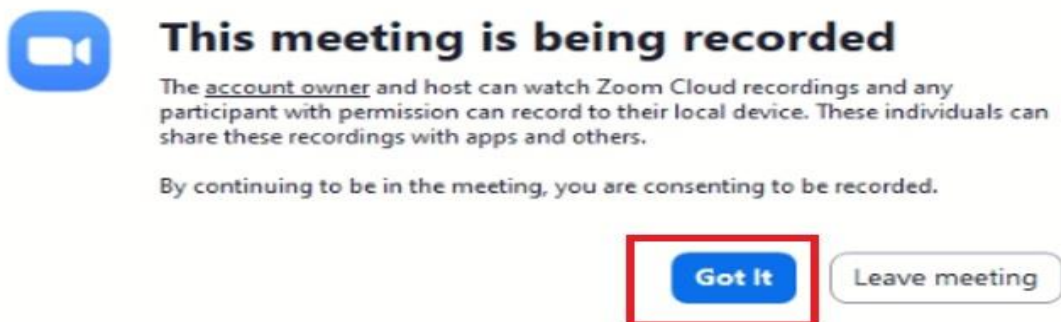 This meeting is being recorded
The account owner and host can watch Zoom Cloud recordings and any
participant with permission can record to their local device. These individuals can
share these recordings with apps and others.
By continuing to be in the meeting, you are consenting to be recorded.
Got It
Leave meeting